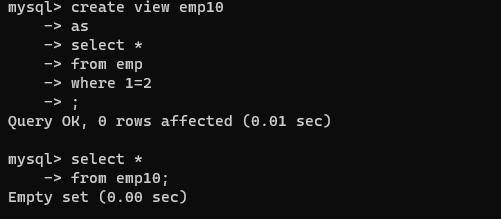 mysql> create view emp10
    -> as
    -> select *
    -> from emp
    -> where 1=2
    -> ;
Query OK, 0 rows affected (0.01 sec)

mysql> select *
    -> from emp10;
Empty set (0.00 sec)